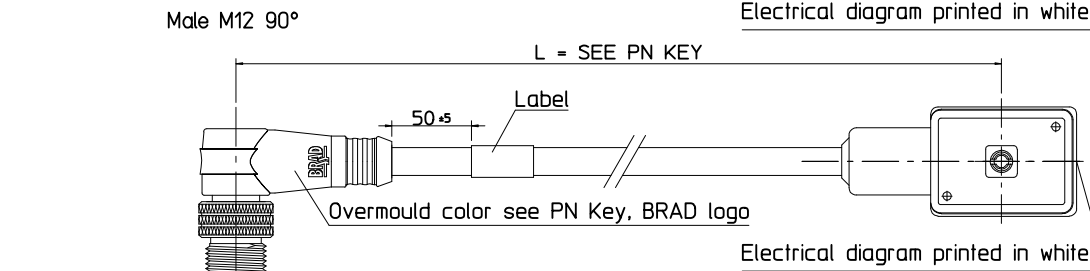 Electrical diagram printed in white
Male M12 90°
L = SEE PN KEY
Label
50 ±5
BRAD
Overmould color see PN Key, BRAD logo
Electrical diagram printed in white